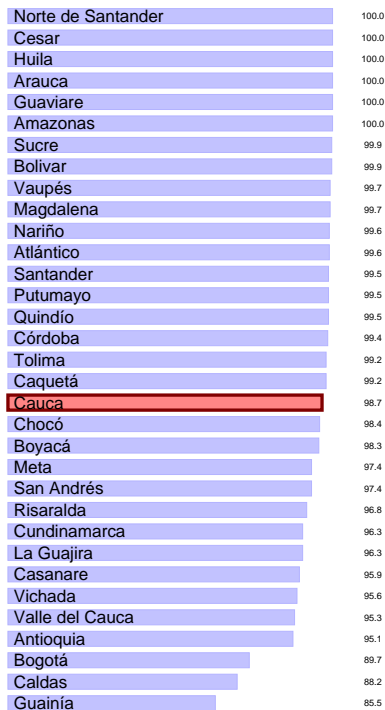 Norte de Santander 100.0
Cesar 100.0
Huila 100.0
Arauca 100.0
Guaviare 100.0
Amazonas 100.0
Sucre 99.9
Bolivar 99.9
Vaupés 99.7
Magdalena 99.7
Nariño 99.6
Atlántico 99.6
Santander 99.5
Putumayo 99.5
Quindío 99.5
Córdoba 99.4
Tolima 99.2
Caquetá 99.2
Cauca 98.7
Chocó 98.4
Boyacá 98.3
Meta 97.4
San Andrés 97.4
Risaralda 96.8
Cundinamarca 96.3
La Guajira 96.3
Casanare 95.9
Vichada 95.6
Valle del Cauca 95.3
Antioquia 95.1
Bogotá 89.7
Caldas 88.2
Guainía 85.5